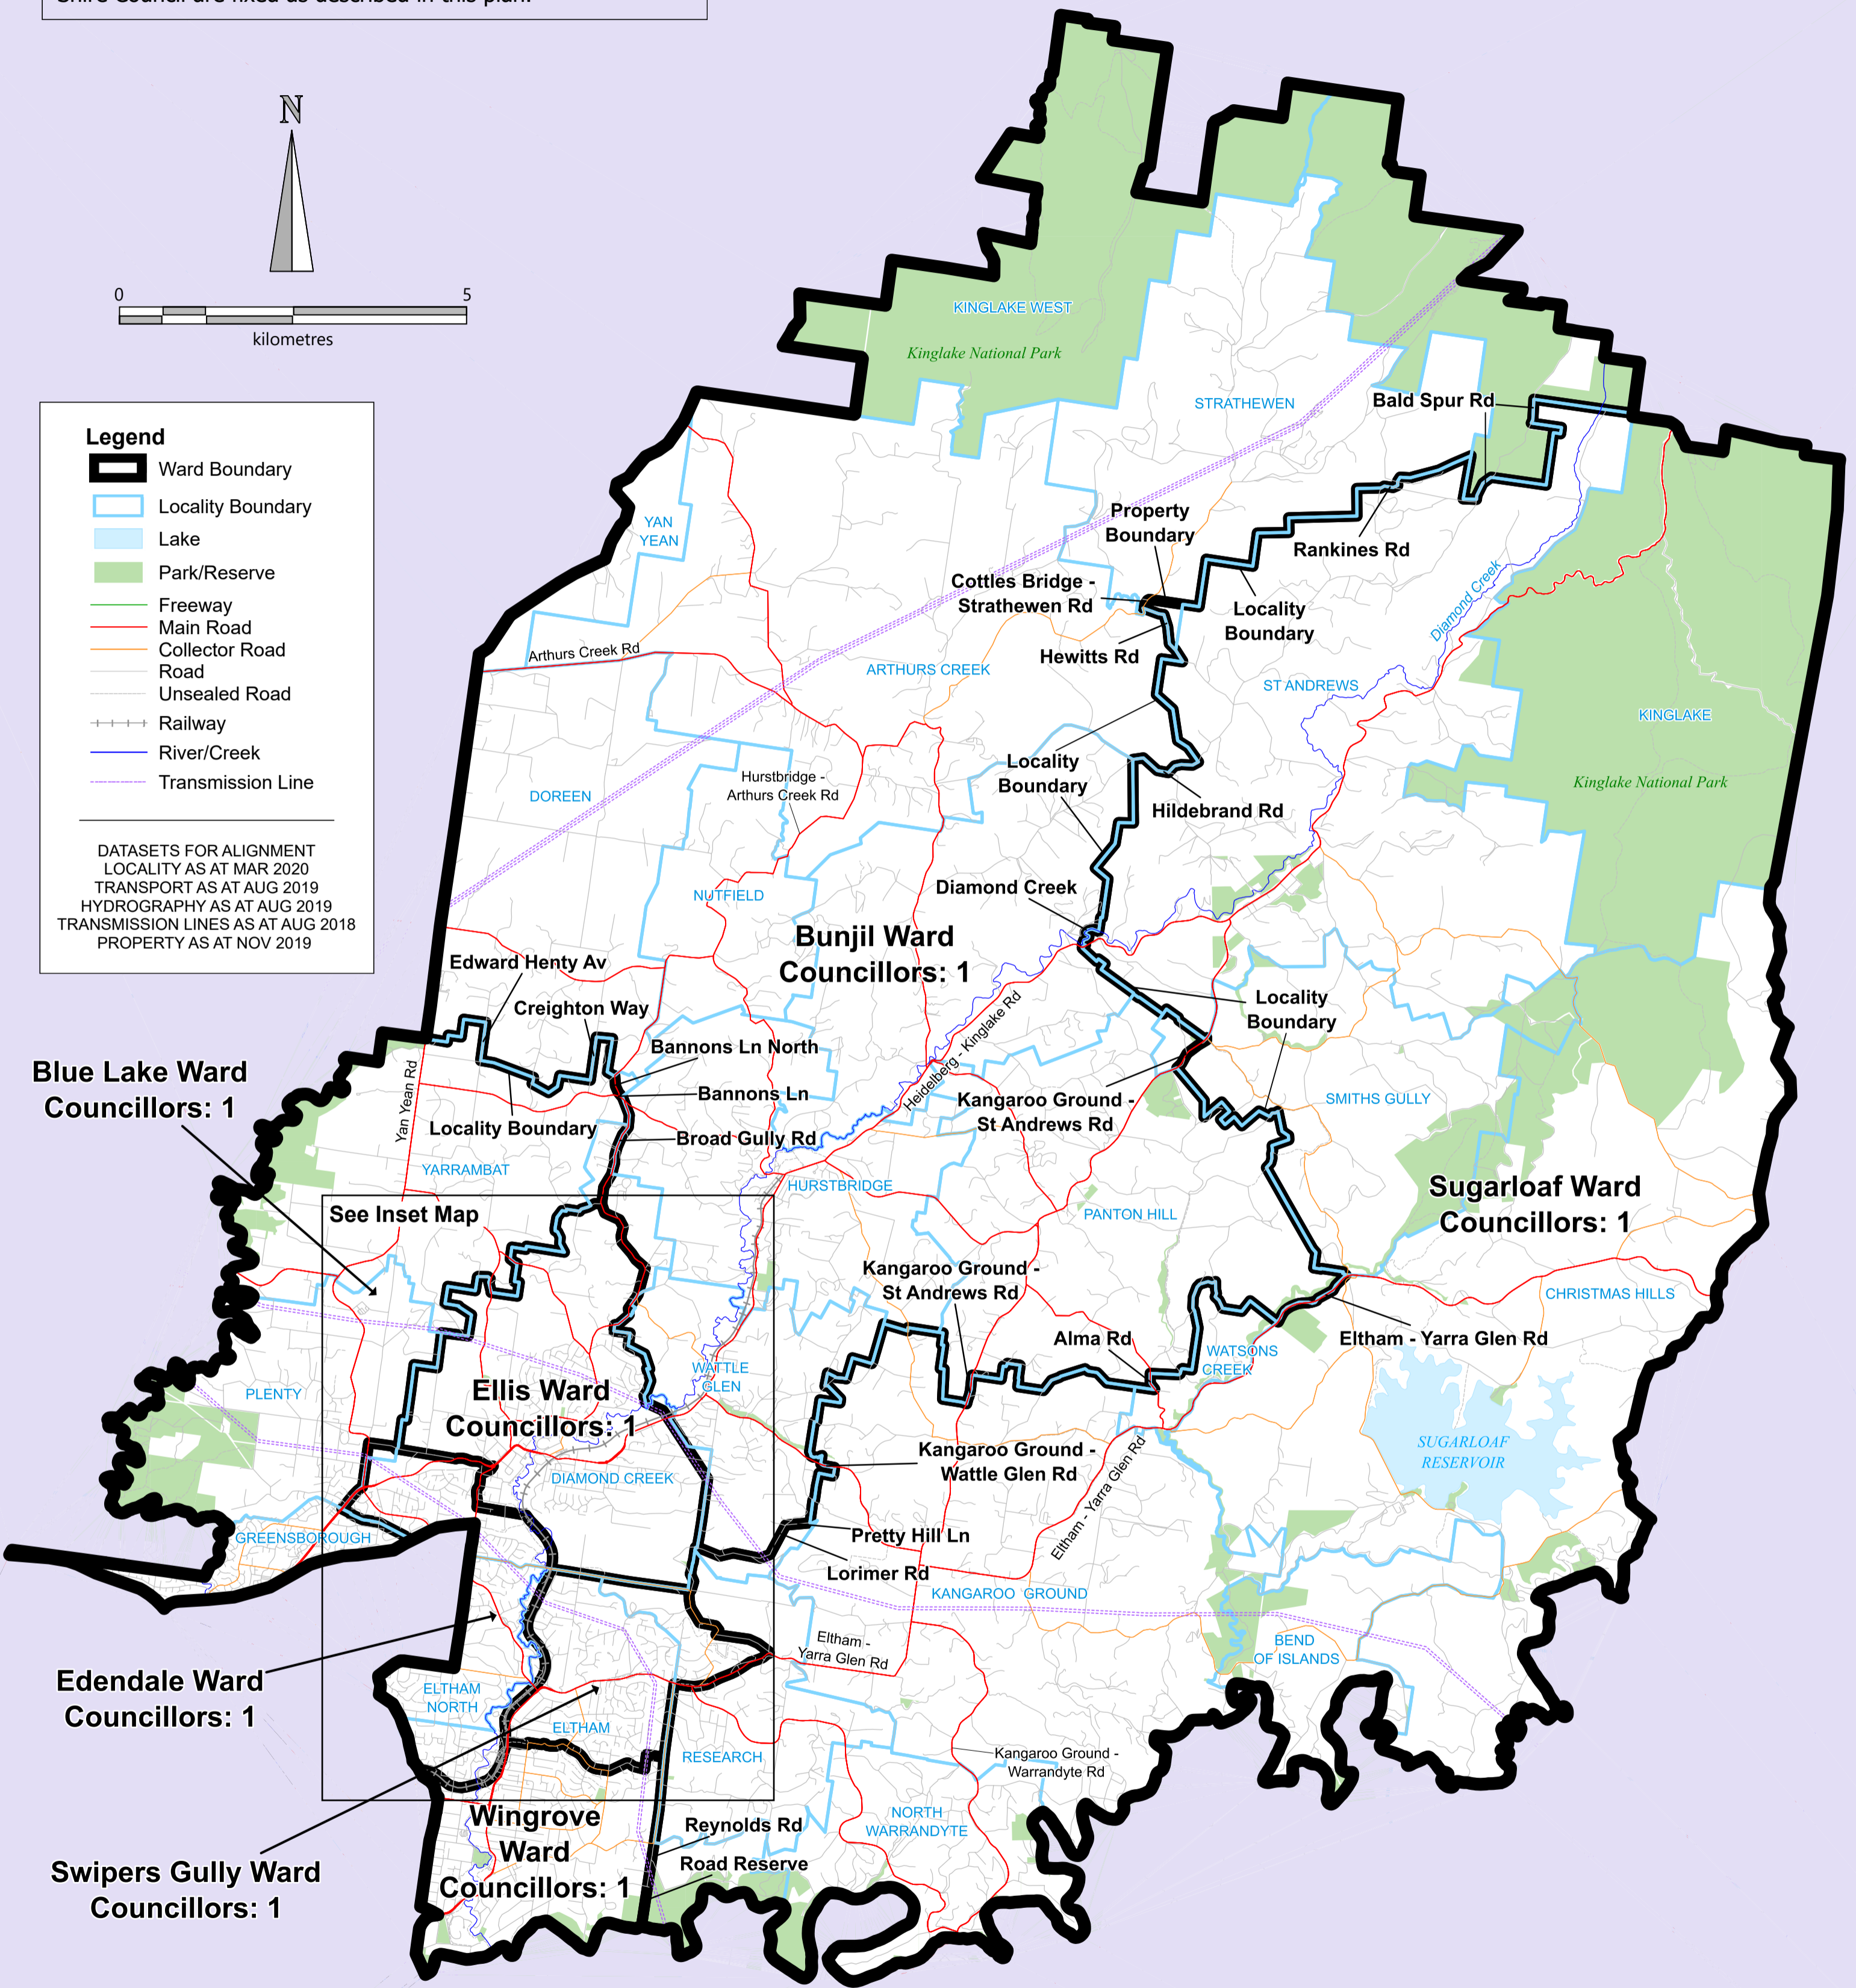 Shire Council are fixed as described in this plan.
N
0
5
kilometres
Legend
Ward Boundary
Locality Boundary
Lake
Park/Reserve
Freeway
Main Road
Collector Road
Road
Unsealed Road
Railway
River/Creek
Transmission Line
DATASETS FOR ALIGNMENT
LOCALITY AS AT MAR 2020
TRANSPORT AS AT AUG 2019
HYDROGRAPHY AS AT AUG 2019
TRANSMISSION LINES AS AT AUG 2018
PROPERTY AS AT NOV 2019
KINGLAKE WEST
Kinglake National Park
STRATHEWEN
Bald Spur Rd
YAN
YEAN
Property
Boundary
Rankines Rd
Cottles Bridge -
Strathewen Rd
Locality
Boundary
Diamond Creek
Hewitts Rd
Arthurs Creek Rd
ARTHURS CREEK
ST ANDREWS
KINGLAKE
Kinglake National Park
Locality
Boundary
Hildebrand Rd
Hurstbridge -
Arthurs Creek Rd
DOREEN
NUTFIELD
Diamond Creek
Bunjil Ward
Councillors: 1
Edward Henty Av
Creighton Way
Locality
Boundary
Heidelberg - Kinglake Rd
Bannons Ln North
Blue Lake Ward
Councillors: 1
Yan Yean Rd
Bannons Ln
Kangaroo Ground -
St Andrews Rd
SMITHS GULLY
Locality Boundary
Broad Gully Rd
YARRAMBAT
HURSTBRIDGE
Sugarloaf Ward
Councillors: 1
See Inset Map
PANTON HILL
Kangaroo Ground -
St Andrews Rd
CHRISTMAS HILLS
Alma Rd
Eltham - Yarra Glen Rd
WATSONS
CREEK
WATTLE
GLEN
PLENTY
Ellis Ward
Councillors: 1
Kangaroo Ground -
Wattle Glen Rd
SUGARLOAF
RESERVOIR
DIAMOND CREEK
Eltham - Yarra Glen Rd
GREENSBOROUGH
Pretty Hill Ln
Lorimer Rd
KANGAROO GROUND
Eltham -
Yarra Glen Rd
BEND
OF ISLANDS
Edendale Ward
Councillors: 1
ELTHAM
NORTH
ELTHAM
RESEARCH
Kangaroo Ground -
Warrandyte Rd
Wingrove
Ward
Councillors: 1
NORTH
WARRANDYTE
Reynolds Rd
Road Reserve
Swipers Gully Ward
Councillors: 1